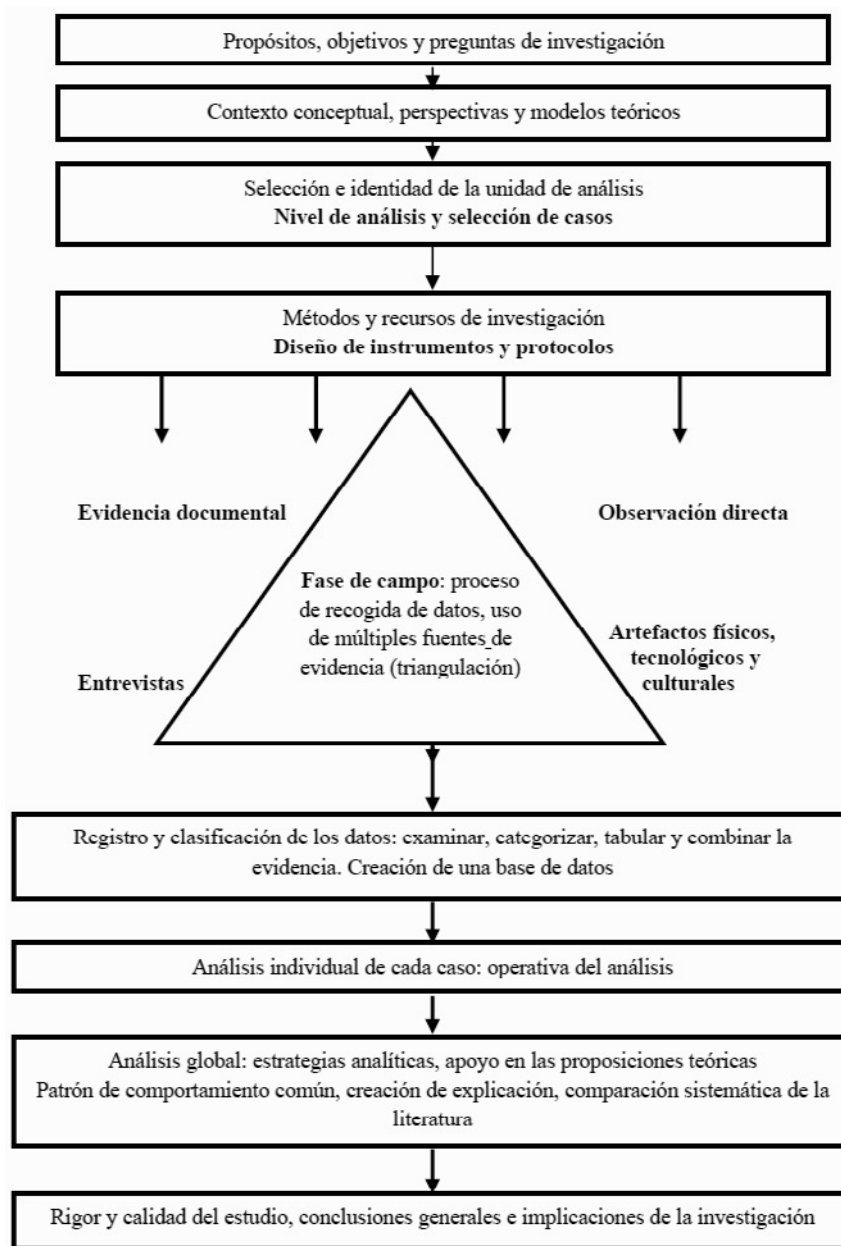 Propósitos, objetivos y preguntas de investigación
Contexto conceptual, perspectivas y modelos teóricos
Selección e identidad de la unidad de análisis
Nivel de análisis y selección de casos
Métodos y recursos de investigación
Diseño de instrumentos y protocolos
Evidencia documental
Observación directa
Fase de campo: proceso
de recogida de datos, uso
de múltiples fuentes de
evidencia (triangulación)
Entrevistas
Artefactos físicos,
tecnológicos y
culturales
Registro y clasificación de los datos: examinar, categorizar, tabular y combinar la
evidencia. Creación de una base de datos
Análisis individual de cada caso: operativa del análisis
Análisis global: estrategias analíticas, apoyo en las proposiciones teóricas
Patrón de comportamiento común, creación de explicación, comparación sistemática de la
literatura
Rigor y calidad del estudio, conclusiones generales e implicaciones de la investigación